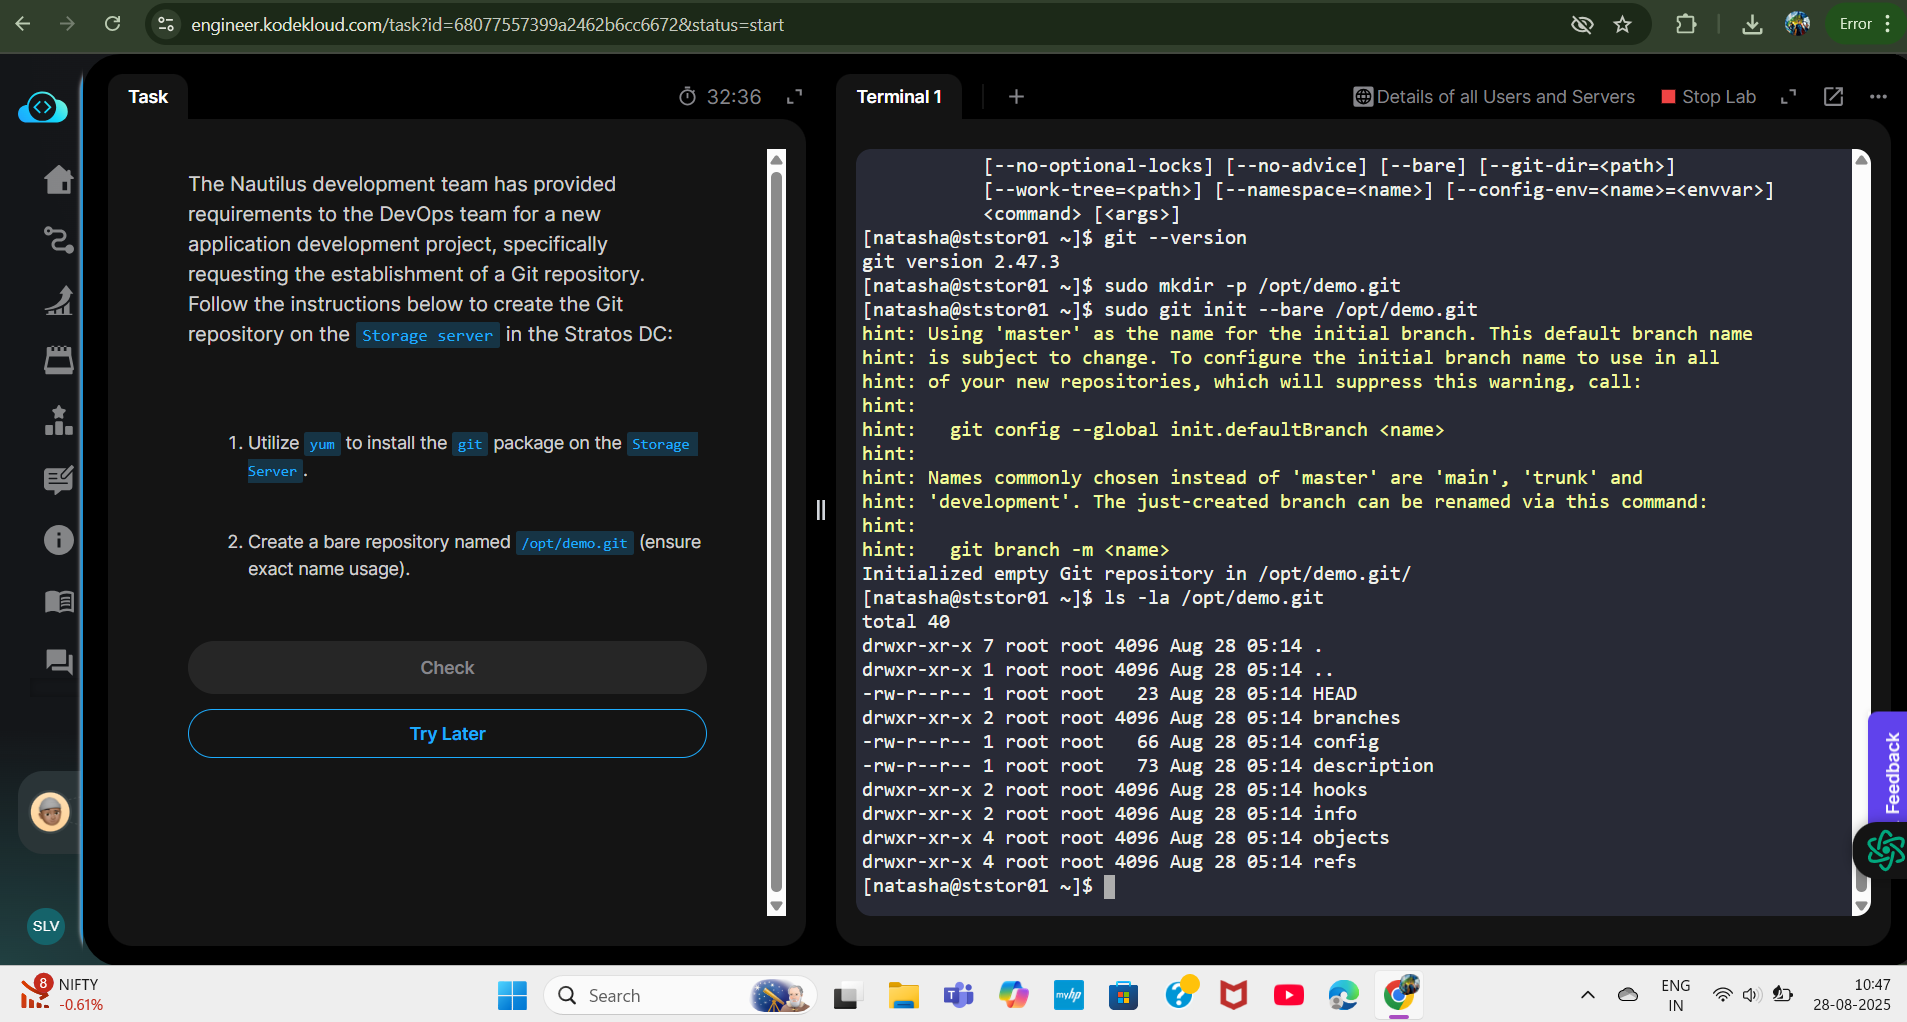 engineer.kodekloud.com/task?id=68077557399a2462b6cc6672&status=start
Error
Task
32:36
Terminal 1
Details of all Users and Servers
Stop Lab
The Nautilus development team has provided
requirements to the DevOps team for a new
application development project, specifically
requesting the establishment of a Git repository.
Follow the instructions below to create the Git
repository on the Storage server in the Stratos DC:
1. Utilize yum to install the git package on the Storage
Server.
2. Create a bare repository named /opt/demo.git (ensure
exact name usage).
Check
Try Later
[--no-optional-locks] [--no-advice] [--bare] [--git-dir=<path>]
[--work-tree=<path>] [--namespace=<name>] [--config-env=<name>=<envvar>]
<command> [<args>]
[natasha@ststor01 ~]$ git --version
git version 2.47.3
[natasha@ststor01 ~]$ sudo mkdir -p /opt/demo.git
[natasha@ststor01 ~]$ sudo git init --bare /opt/demo.git
hint: Using 'master' as the name for the initial branch. This default branch name
hint: is subject to change. To configure the initial branch name to use in all
hint: of your new repositories, which will suppress this warning, call:
hint:
hint:   git config --global init.defaultBranch <name>
hint:
hint: Names commonly chosen instead of 'master' are 'main', 'trunk' and
hint: 'development'. The just-created branch can be renamed via this command:
hint:
hint:   git branch -m <name>
Initialized empty Git repository in /opt/demo.git/
[natasha@ststor01 ~]$ ls -la /opt/demo.git
total 40
drwxr-xr-x 7 root root 4096 Aug 28 05:14 .
drwxr-xr-x 1 root root 4096 Aug 28 05:14 ..
-rw-r--r-- 1 root root   23 Aug 28 05:14 HEAD
drwxr-xr-x 2 root root 4096 Aug 28 05:14 branches
-rw-r--r-- 1 root root   66 Aug 28 05:14 config
-rw-r--r-- 1 root root   73 Aug 28 05:14 description
drwxr-xr-x 2 root root 4096 Aug 28 05:14 hooks
drwxr-xr-x 2 root root 4096 Aug 28 05:14 info
drwxr-xr-x 4 root root 4096 Aug 28 05:14 objects
drwxr-xr-x 4 root root 4096 Aug 28 05:14 refs
[natasha@ststor01 ~]$
Feedback
SLV
8
NIFTY
-0.61%
Search
myhp
ENG
IN
10:47
28-08-2025